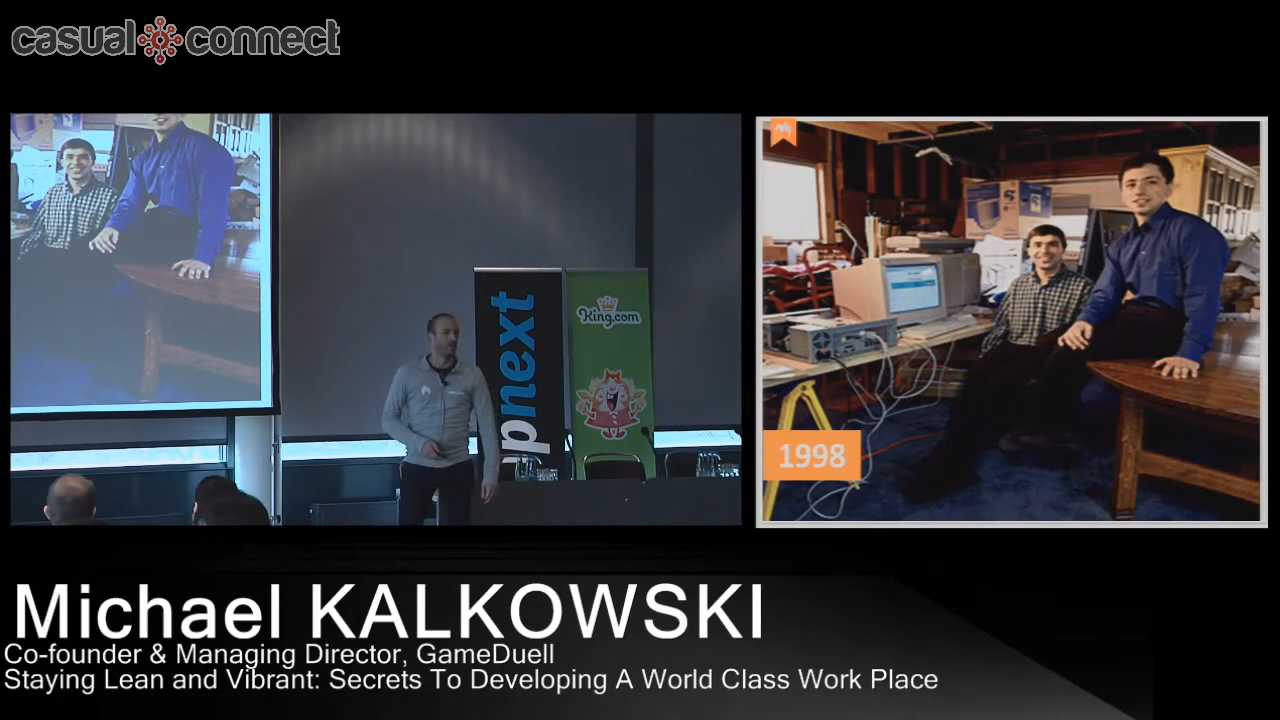 casual connect
pnext
King.com
1998
Michael KALKOWSKI
Co-founder & Managing Director, GameDuell
Staying Lean and Vibrant: Secrets To Developing A World Class Work Place